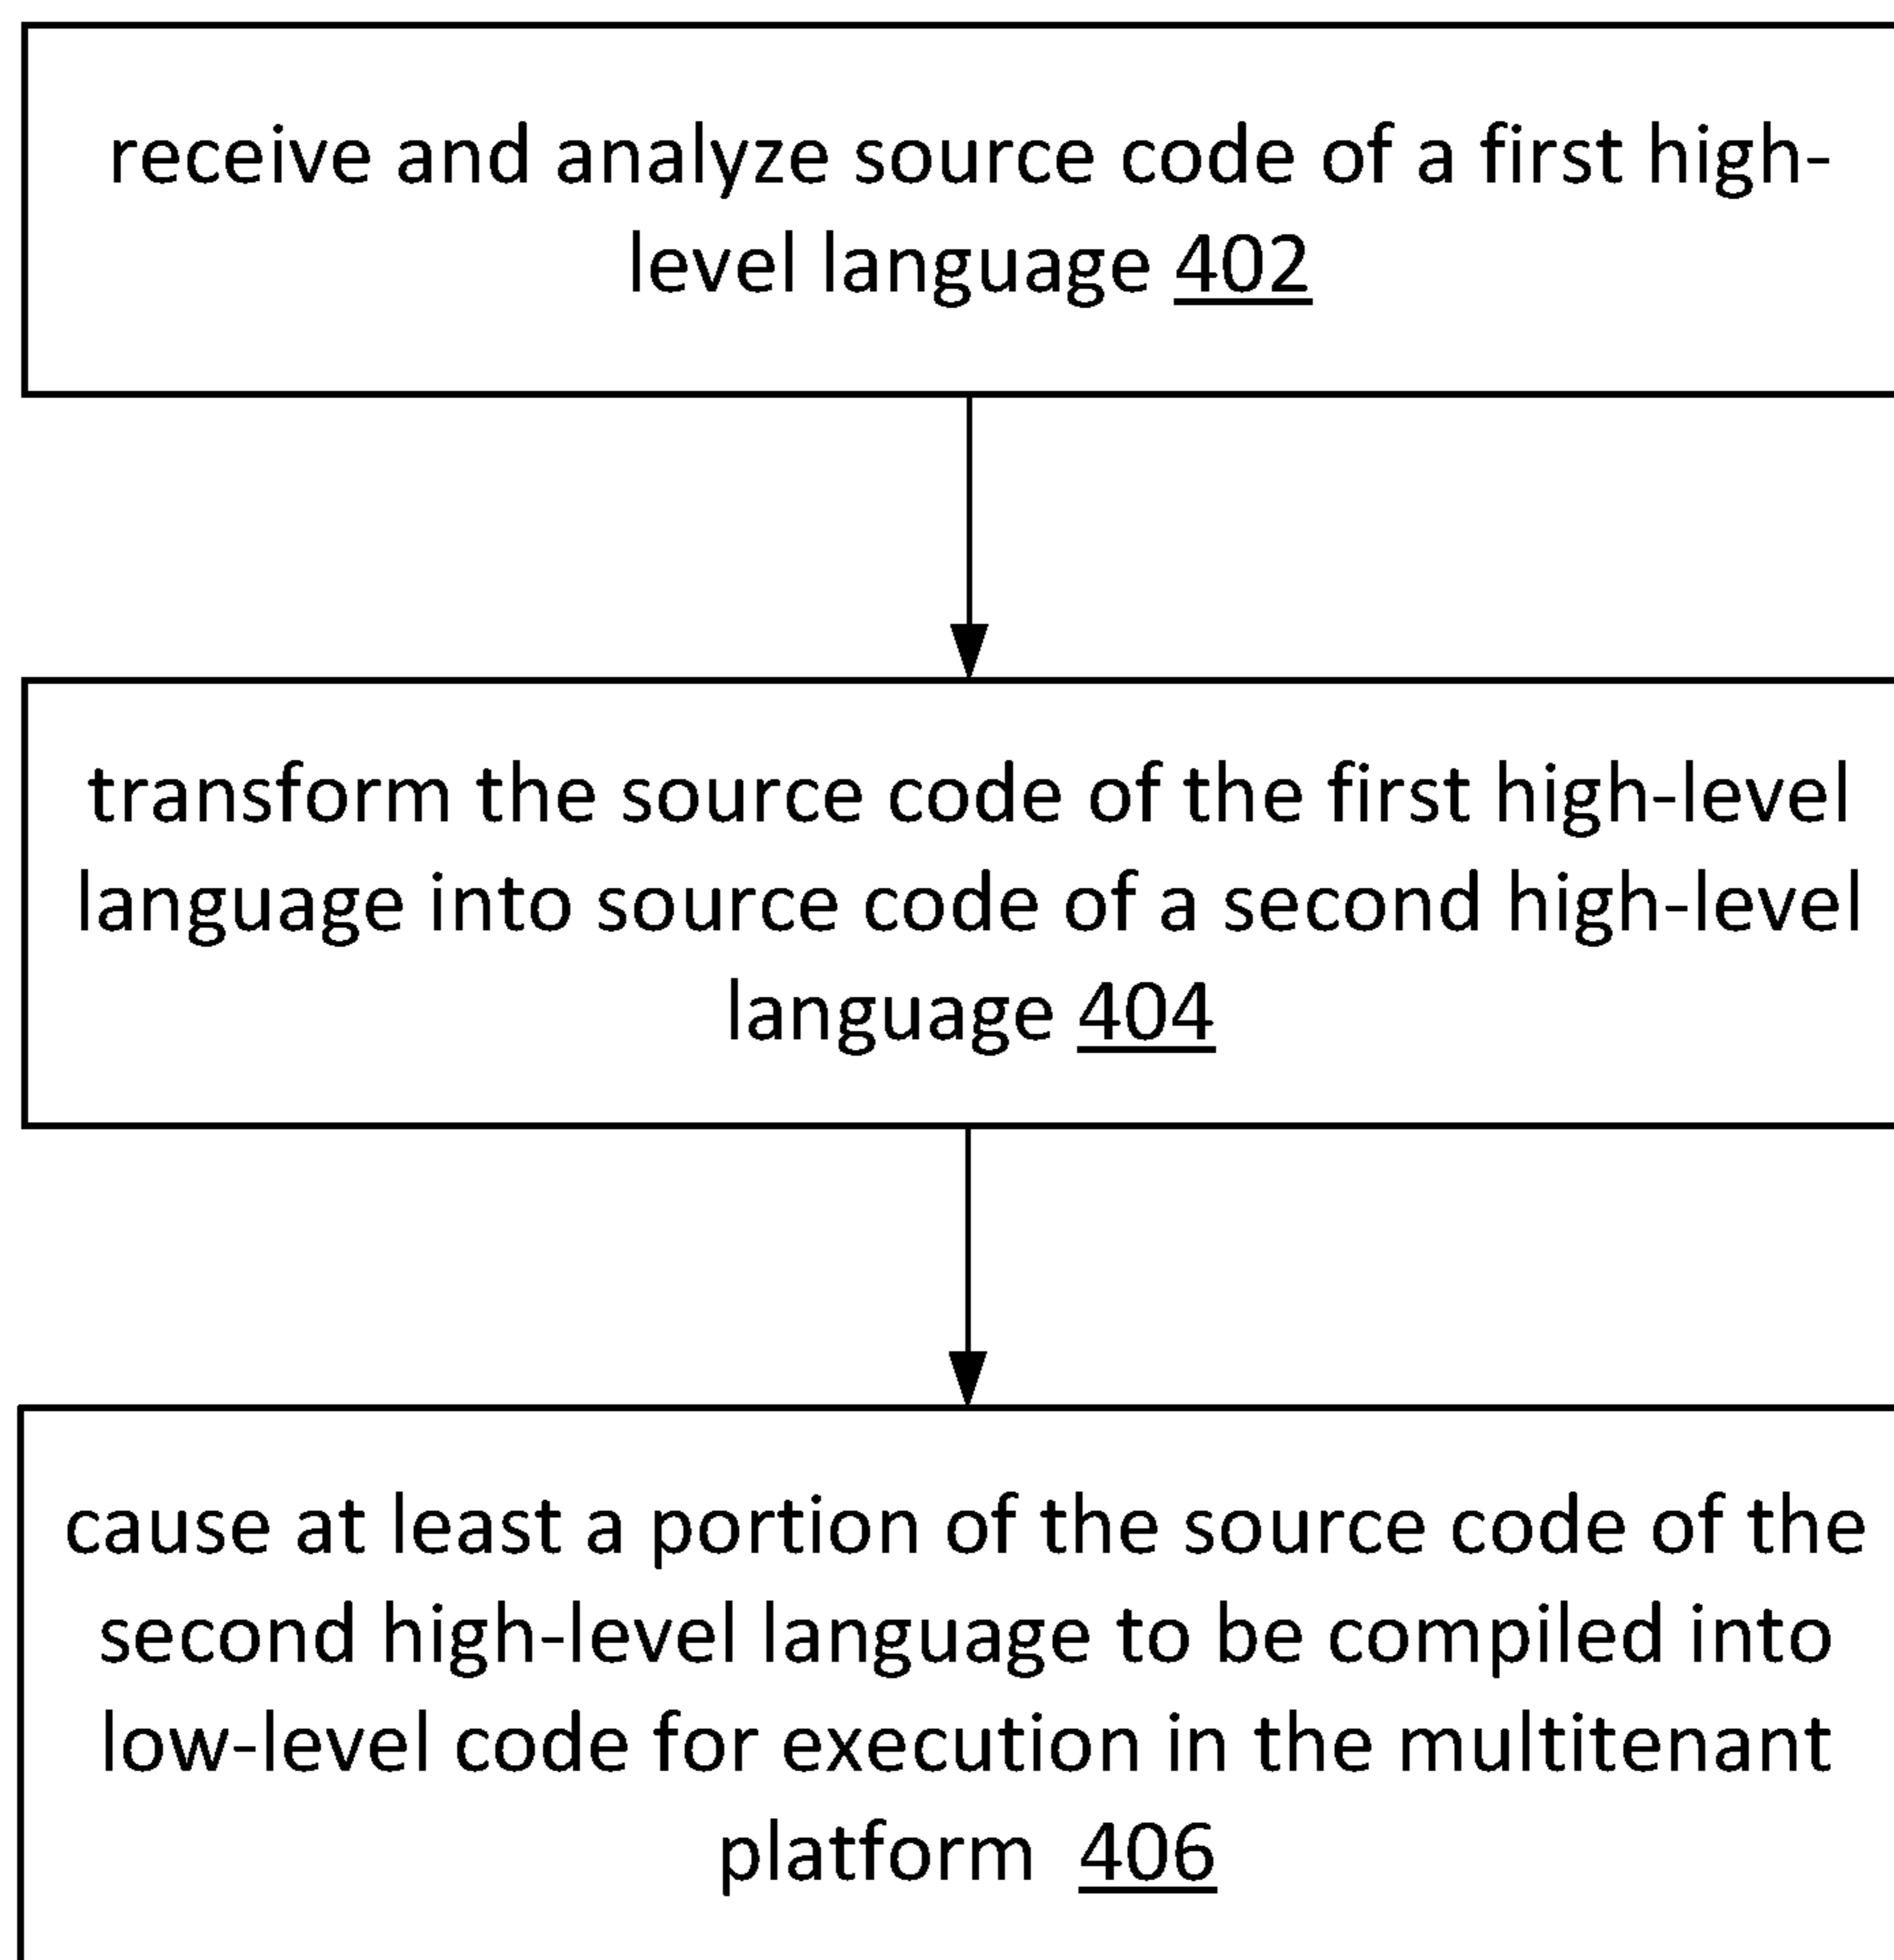 receive and analyze source code of a first high-
level language 402
transform the source code of the first high-level
language into source code of a second high-level
language 404
cause at least a portion of the source code of the
second high-level language to be compiled into
low-level code for execution in the multitenant
platform 406